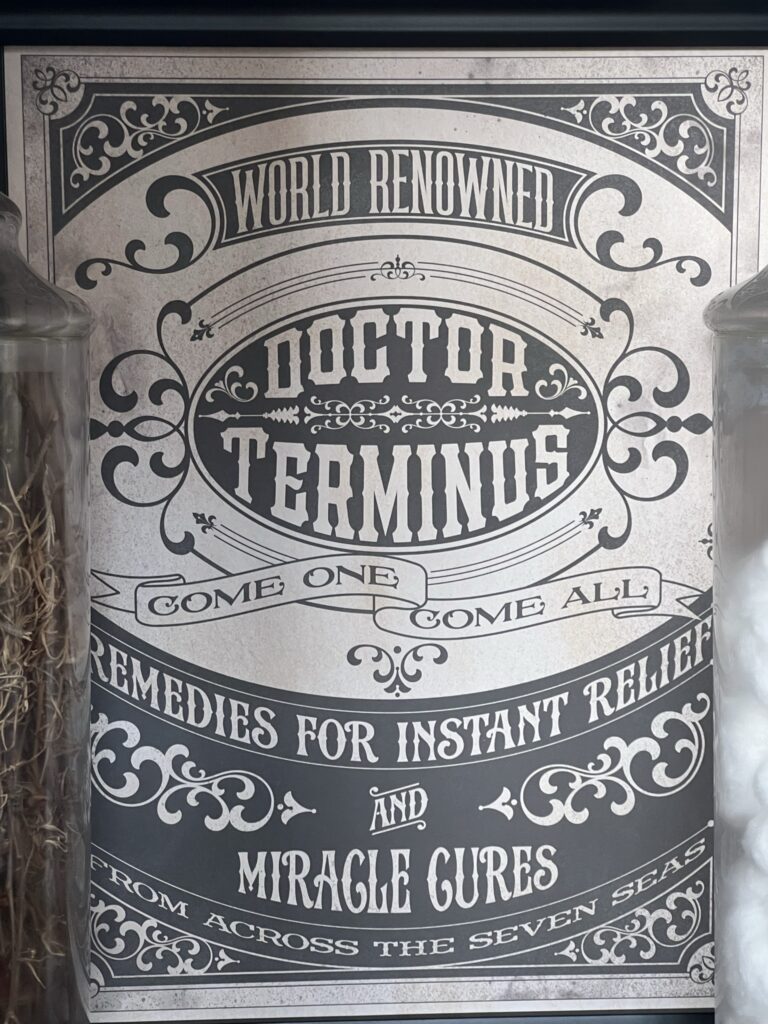 WORLD RENOWNED
DOCTOR
TERMINUS
COME ONE
COME ALL
REMEDIES FOR INSTANT RELIEF
AND
MIRACLE CURES
FROM ACROSS THE SEVEN SEAS